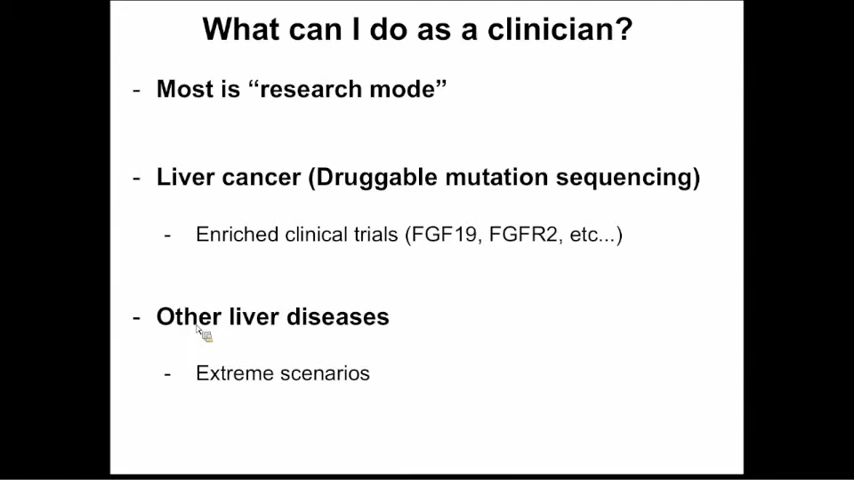 What can I do as a clinician?
- Most is “research mode”
- Liver cancer (Druggable mutation sequencing)
- Enriched clinical trials (FGF19, FGFR2, etc...)
- Other liver diseases
- Extreme scenarios